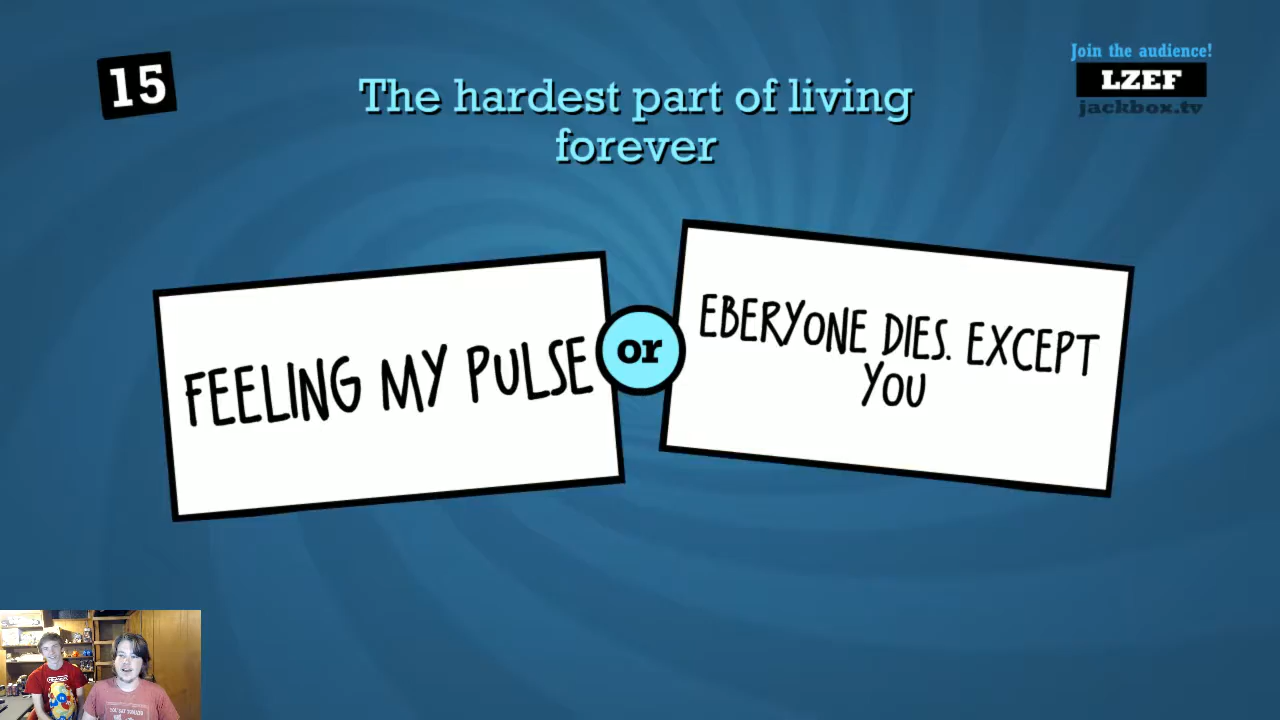 15
The hardest part of living
forever
Join the audience!
LZEF
jackbox.tv
FEELING MY PULSE
or
EBERYONE DIES. EXCEPT
YOU